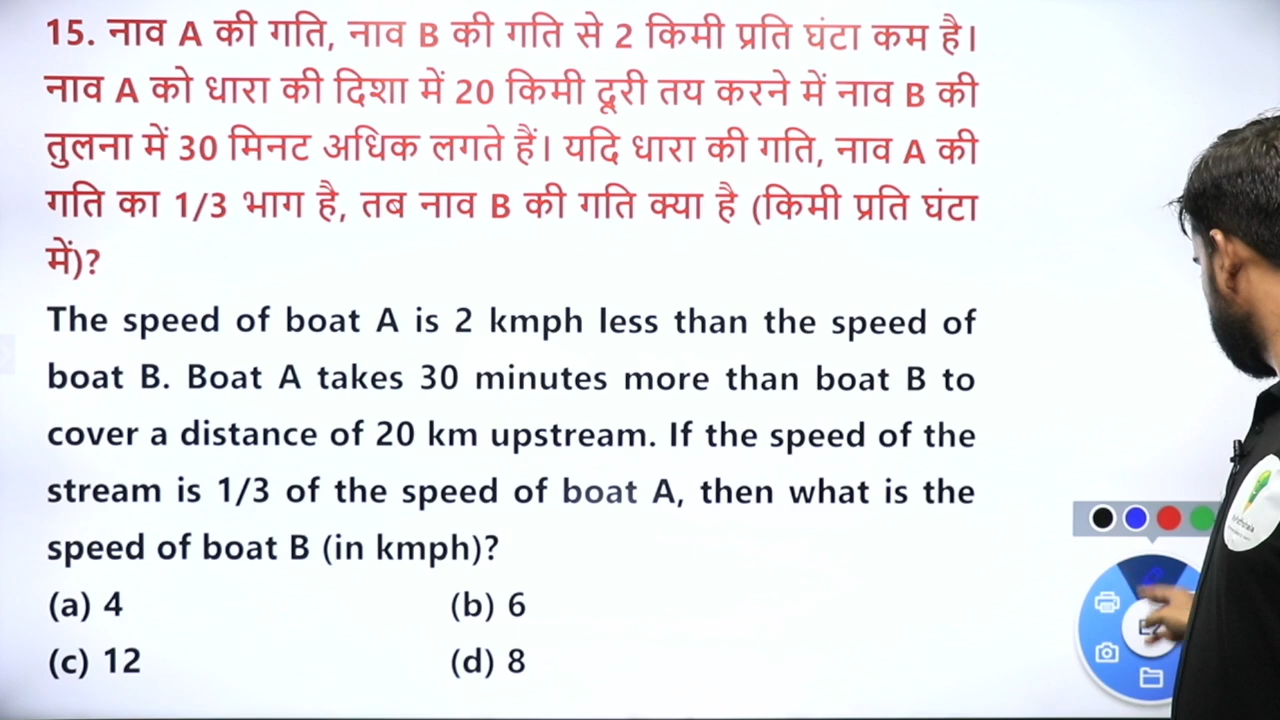 15. नाव A की गति, नाव B की गति से 2 किमी प्रति घंटा कम है।
नाव A को धारा की दिशा में 20 किमी दूरी तय करने में नाव B की
तुलना में 30 मिनट अधिक लगते हैं। यदि धारा की गति, नाव A की
गति का 1/3 भाग है, तब नाव B की गति क्या है (किमी प्रति घंटा
में)?
The speed of boat A is 2 kmph less than the speed of
boat B. Boat A takes 30 minutes more than boat B to
cover a distance of 20 km upstream. If the speed of the
stream is 1/3 of the speed of boat A, then what is the
speed of boat B (in kmph)?
(a) 4 (b) 6
(c) 12 (d) 8